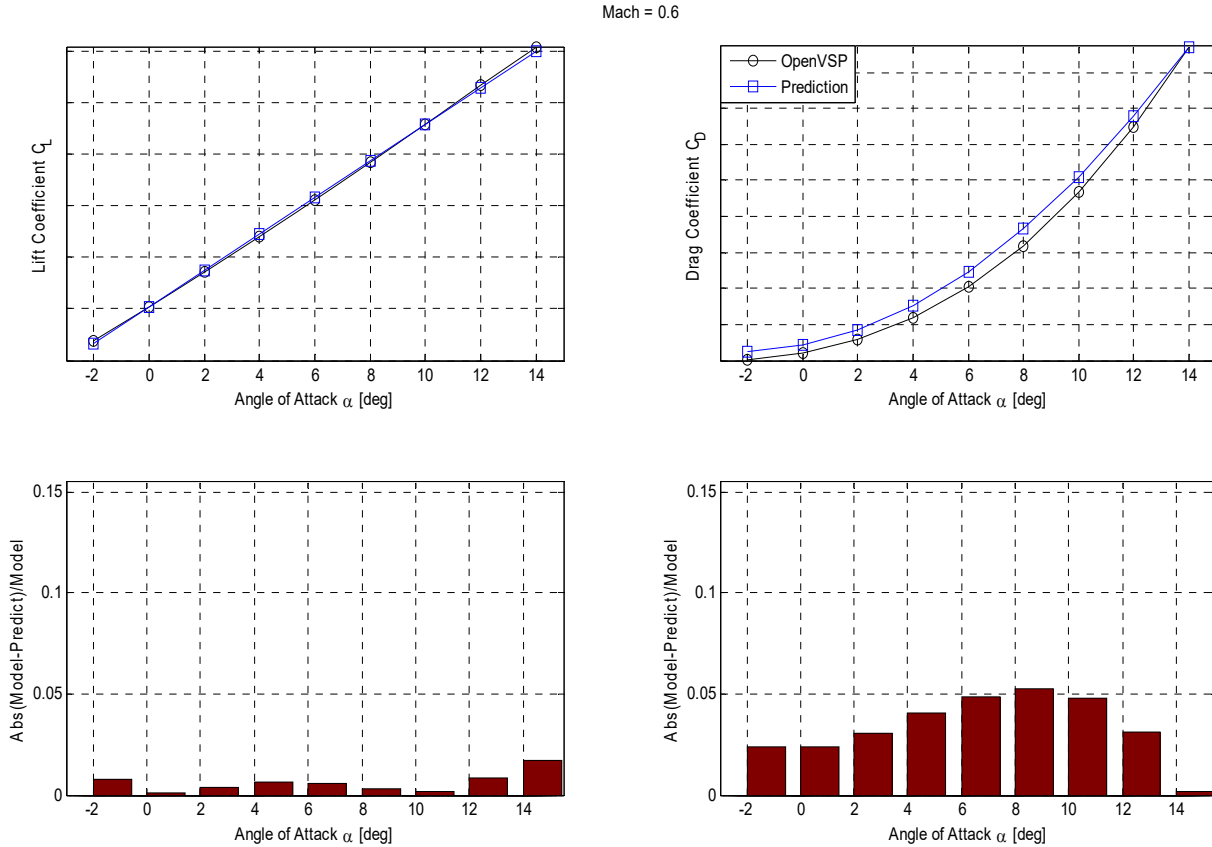 Mach = 0.6
Lift Coefficient CL
-2 0 2 4 6 8 10 12 14
Angle of Attack α [deg]
OpenVSP
Prediction
Drag Coefficient CD
-2 0 2 4 6 8 10 12 14
Angle of Attack α [deg]
Abs(Model-Predict)/Model
0.15
0.1
0.05
0
-2 0 2 4 6 8 10 12 14
Angle of Attack α [deg]
Abs(Model-Predict)/Model
0.15
0.1
0.05
0
-2 0 2 4 6 8 10 12 14
Angle of Attack α [deg]